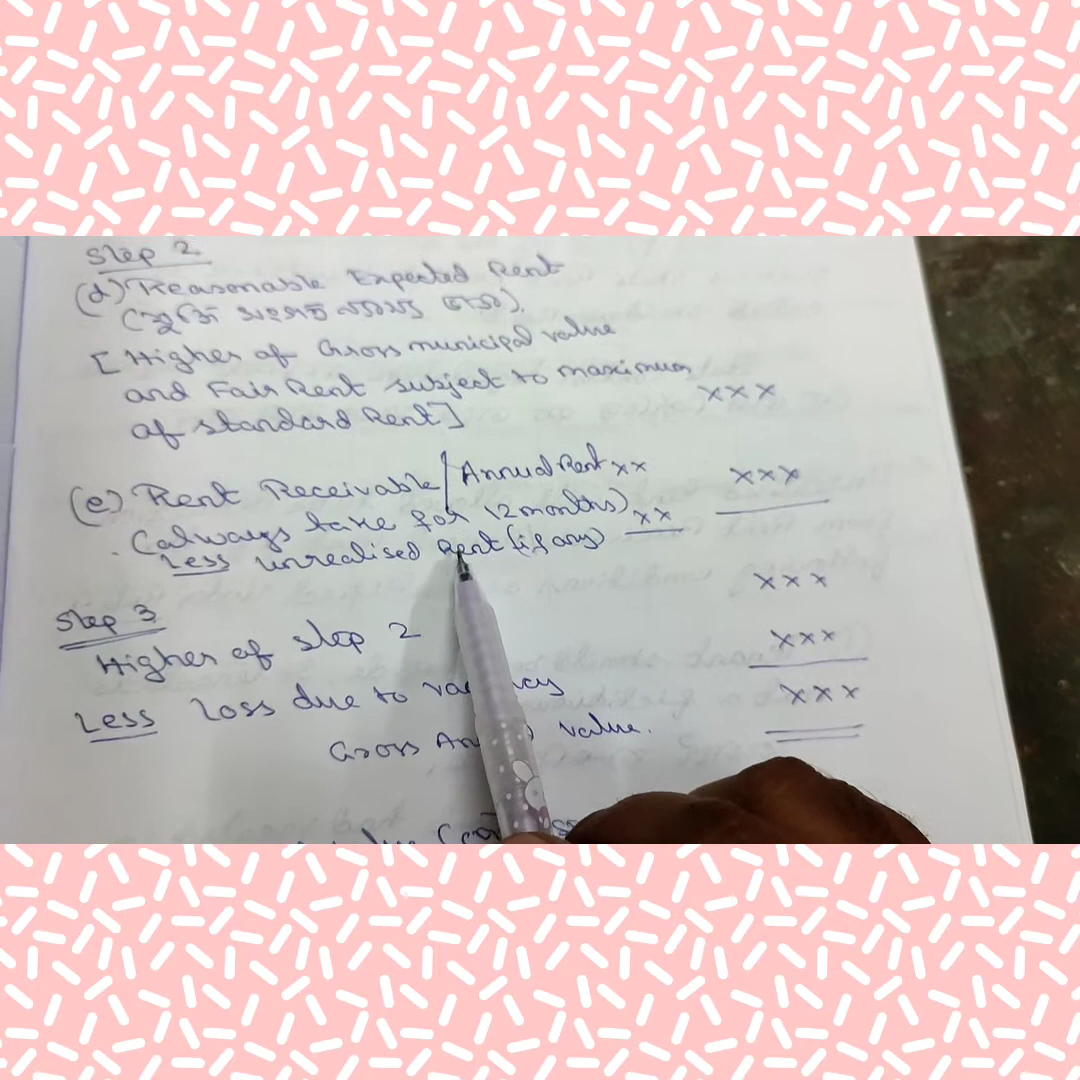 Step 2
(d) Reasonable Expected Rent
[Higher of Gross municipal value
and Fair Rent subject to maximum
of standard Rent] xxx
(e) Rent Receivable/Annual Rent xx xxx
(always take for 12 months) xx
Less unrealised Rent (if any)
xxx
Step 3
Higher of step 2 xxx
Less Loss due to vacancy xxx
Gross value.